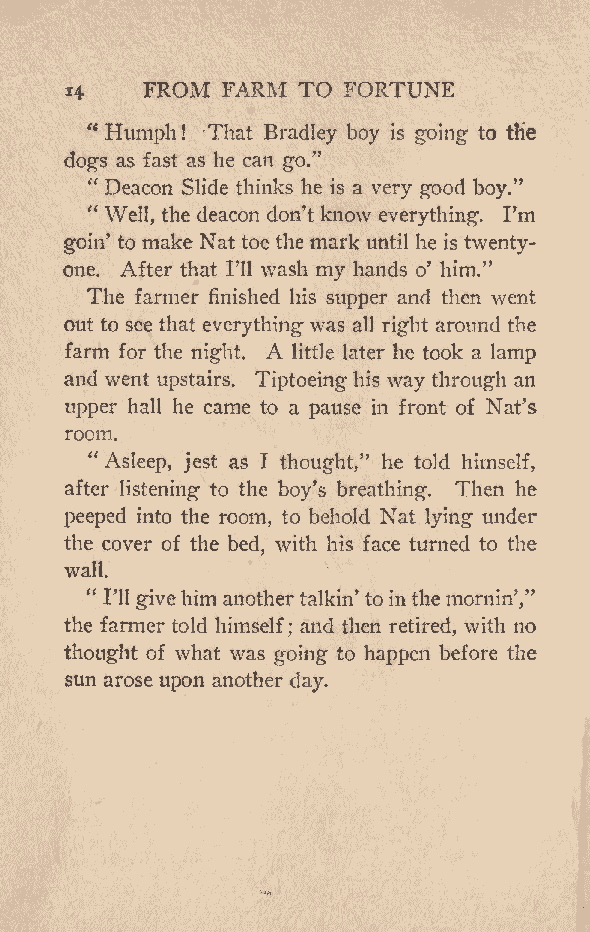 14 FROM FARM TO FORTUNE
“ Humph! That Bradley boy is going to the
dogs as fast as he can go.”
“ Deacon Slide thinks he is a very good boy.”
“ Well, the deacon don’t know everything. I’m
goin’ to make Nat toe the mark until he is twenty-
one. After that I’ll wash my hands o’ him.”
The farmer finished his supper and then went
out to see that everything was all right around the
farm for the night. A little later he took a lamp
and went upstairs. Tiptoeing his way through an
upper hall he came to a pause in front of Nat’s
room.
“ Asleep, jest as I thought,” he told himself,
after listening to the boy’s breathing. Then he
peeped into the room, to behold Nat lying under
the cover of the bed, with his face turned to the
wall.
“ I’ll give him another talkin’ to in the mornin’,”
the farmer told himself; and then retired, with no
thought of what was going to happen before the
sun arose upon another day.